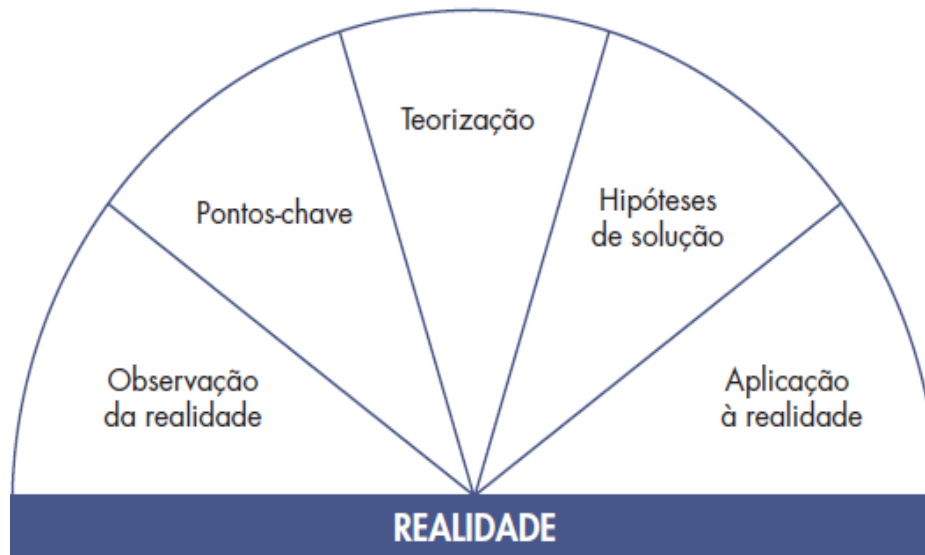 Observação
da realidade
Pontos-chave
Teorização
Hipóteses
de solução
Aplicação
à realidade
REALIDADE